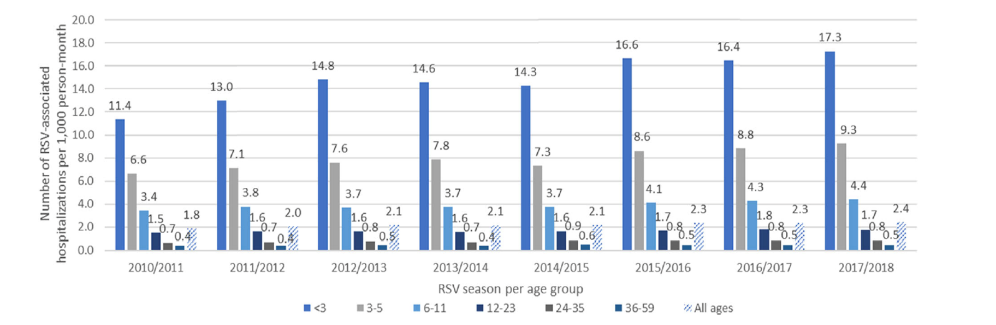 Number of RSV-associated
hospitalizations per 1,000 person-month
20.0
18.0
16.0
14.0
12.0
10.0
8.0
6.0
4.0
2.0
0.0
11.4 6.6 3.4 1.5 0.7 0.4 1.8
13.0 7.1 3.8 1.6 0.7 0.4 2.0
14.8 7.6 3.7 1.6 0.8 0.5 2.1
14.6 7.8 3.7 1.6 0.7 0.4 2.1
14.3 7.3 3.7 1.6 0.9 0.6 2.1
16.6 8.6 4.1 1.7 0.8 0.5 2.3
16.4 8.8 4.3 1.8 0.8 0.5 2.3
17.3 9.3 4.4 1.7 0.8 0.5 2.4
2010/2011 2011/2012 2012/2013 2013/2014 2014/2015 2015/2016 2016/2017 2017/2018
RSV season per age group
<3 3-5 6-11 12-23 24-35 36-59 All ages